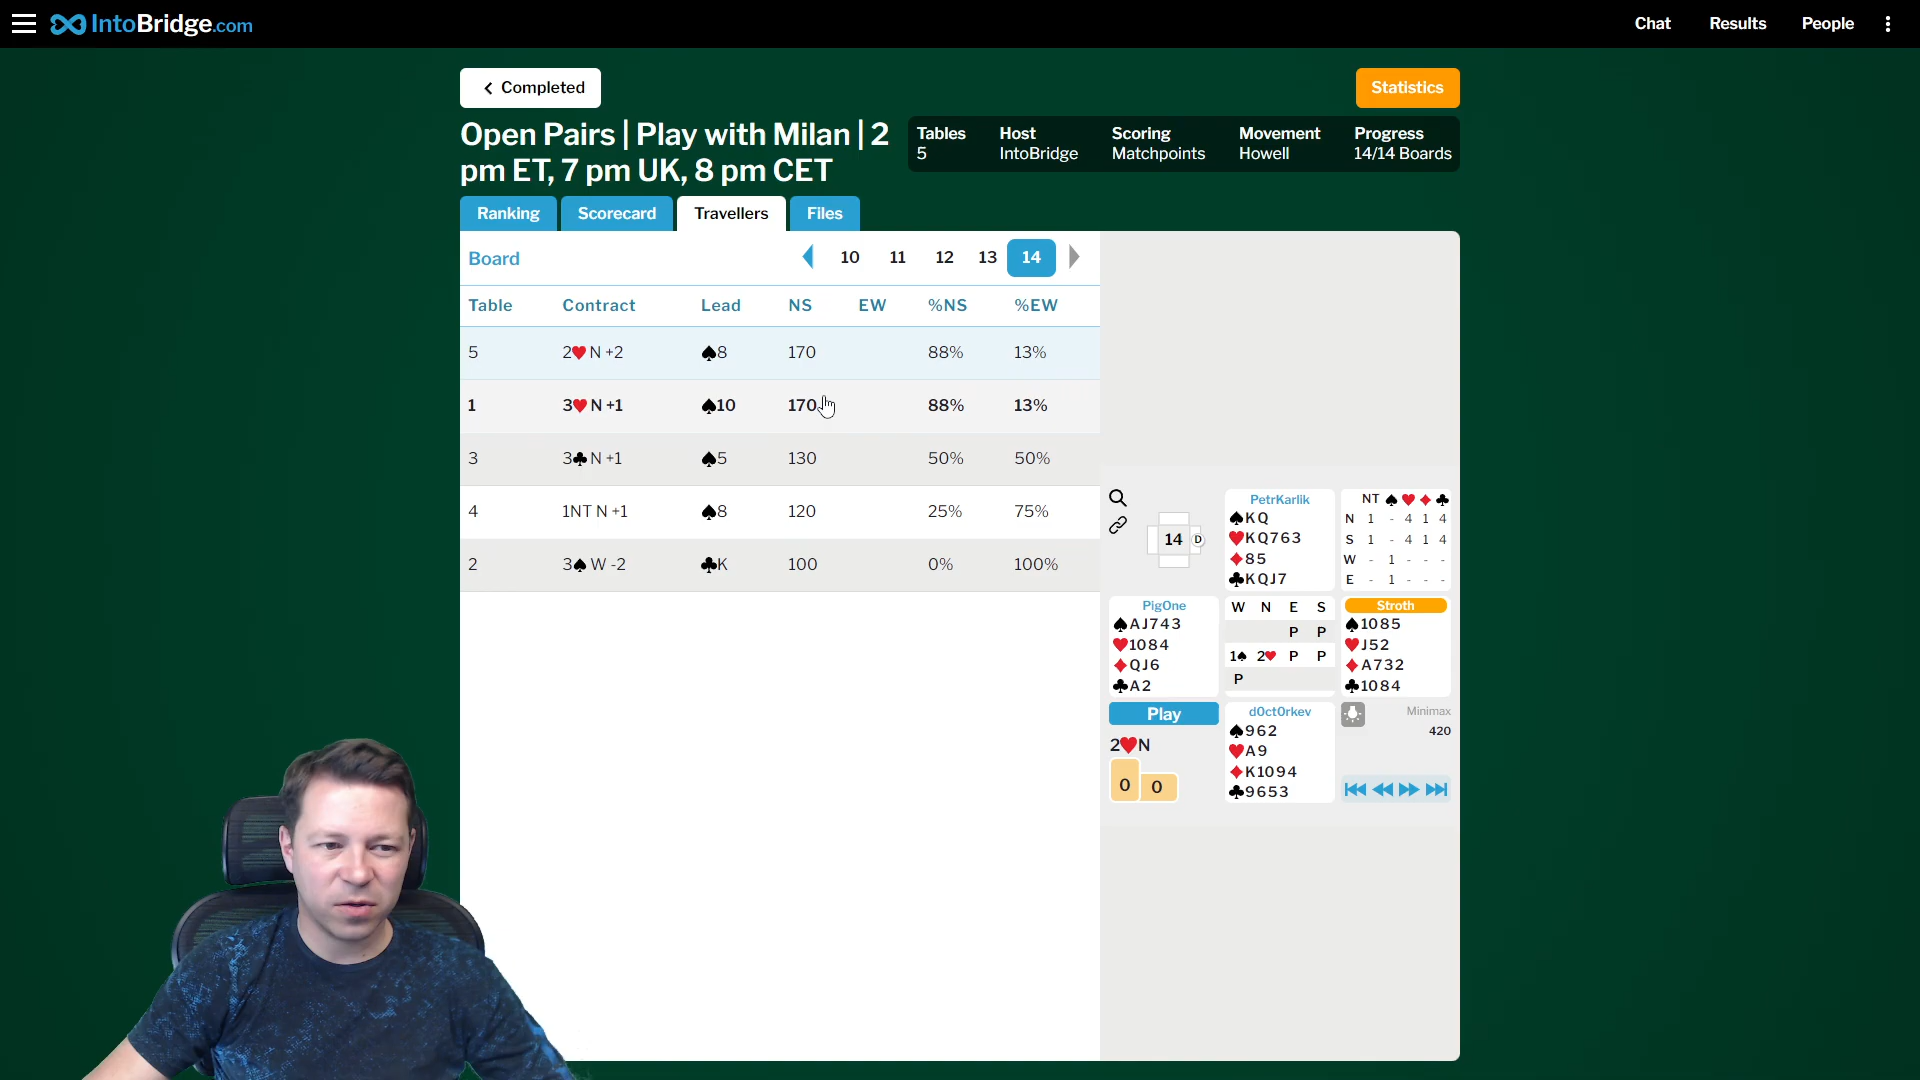 IntoBridge.com
Chat Results People
Completed
Statistics
Open Pairs | Play with Milan | 2
pm ET, 7 pm UK, 8 pm CET
Tables Host Scoring Movement Progress
5 IntoBridge Matchpoints Howell 14/14 Boards
Ranking Scorecard Travellers Files
Board 10 11 12 13 14
Table Contract Lead NS EW %NS %EW
5 2♥ N +2 ♠8 170 88% 13%
1 3♥ N +1 ♠10 170 88% 13%
3 3♣ N +1 ♠5 130 50% 50%
4 1NT N +1 ♠8 120 25% 75%
2 3♠ W -2 ♣K 100 0% 100%
14 D
PetrKarlik
♠KQ
♥KQ763
♦85
♣KQJ7
NT ♠ ♥ ♦ ♣
N 1 - 4 1 4
S 1 - 4 1 4
W - 1 - - -
E - 1 - - -
PigOne
♠AJ743
♥1084
♦QJ6
♣A2
W N E S
P P
1♠ 2♥ P P
P
Stroth
♠1085
♥J52
♦A732
♣1084
Play
2♥N
0 0
d0ct0rkev
♠962
♥A9
♦K1094
♣9653
Minimax
420